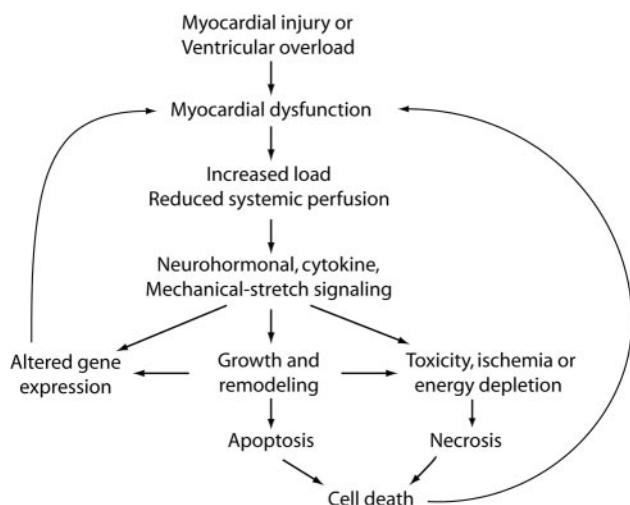 Myocardial injury or
Ventricular overload
Myocardial dysfunction
Increased load
Reduced systemic perfusion
Neurohormonal, cytokine,
Mechanical-stretch signaling
Altered gene
expression
Growth and
remodeling
Toxicity, ischemia or
energy depletion
Apoptosis
Necrosis
Cell death